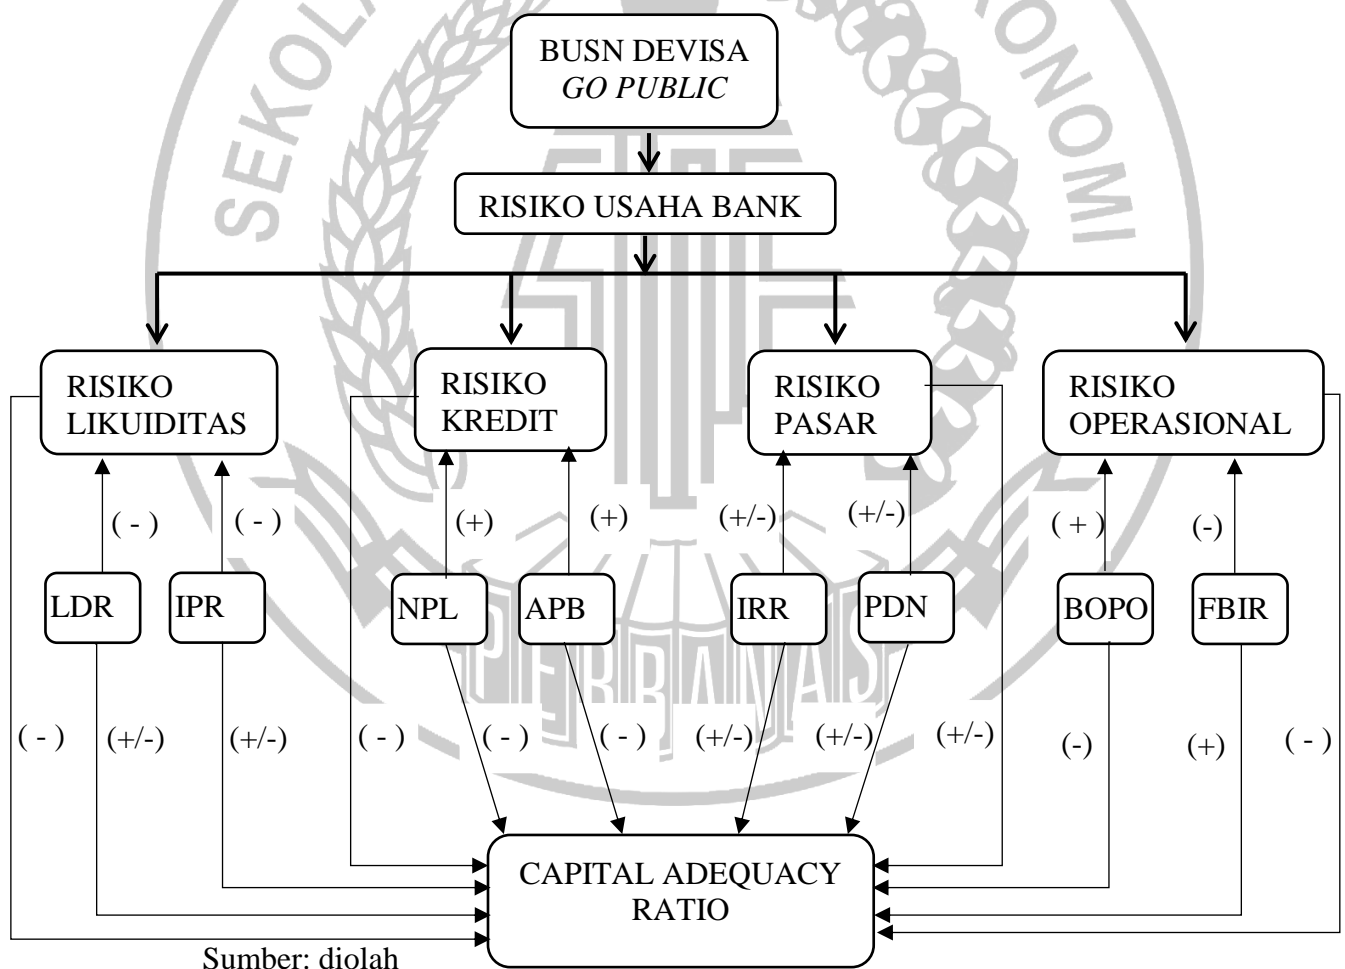 BUSN DEVISA
GO PUBLIC
RISIKO USAHA BANK
RISIKO
LIKUIDITAS
RISIKO
KREDIT
RISIKO
PASAR
RISIKO
OPERASIONAL
( - )
( - )
(+)
(+)
(+/-)
(+/-)
( + )
(-)
LDR
IPR
NPL
APB
IRR
PDN
BOPO
FBIR
( - )
(+/-)
(+/-)
( - )
( - )
( - )
(+/-)
(+/-)
(+/-)
(-)
(+)
( - )
CAPITAL ADEQUACY
RATIO
Sumber: diolah
PERBANAS